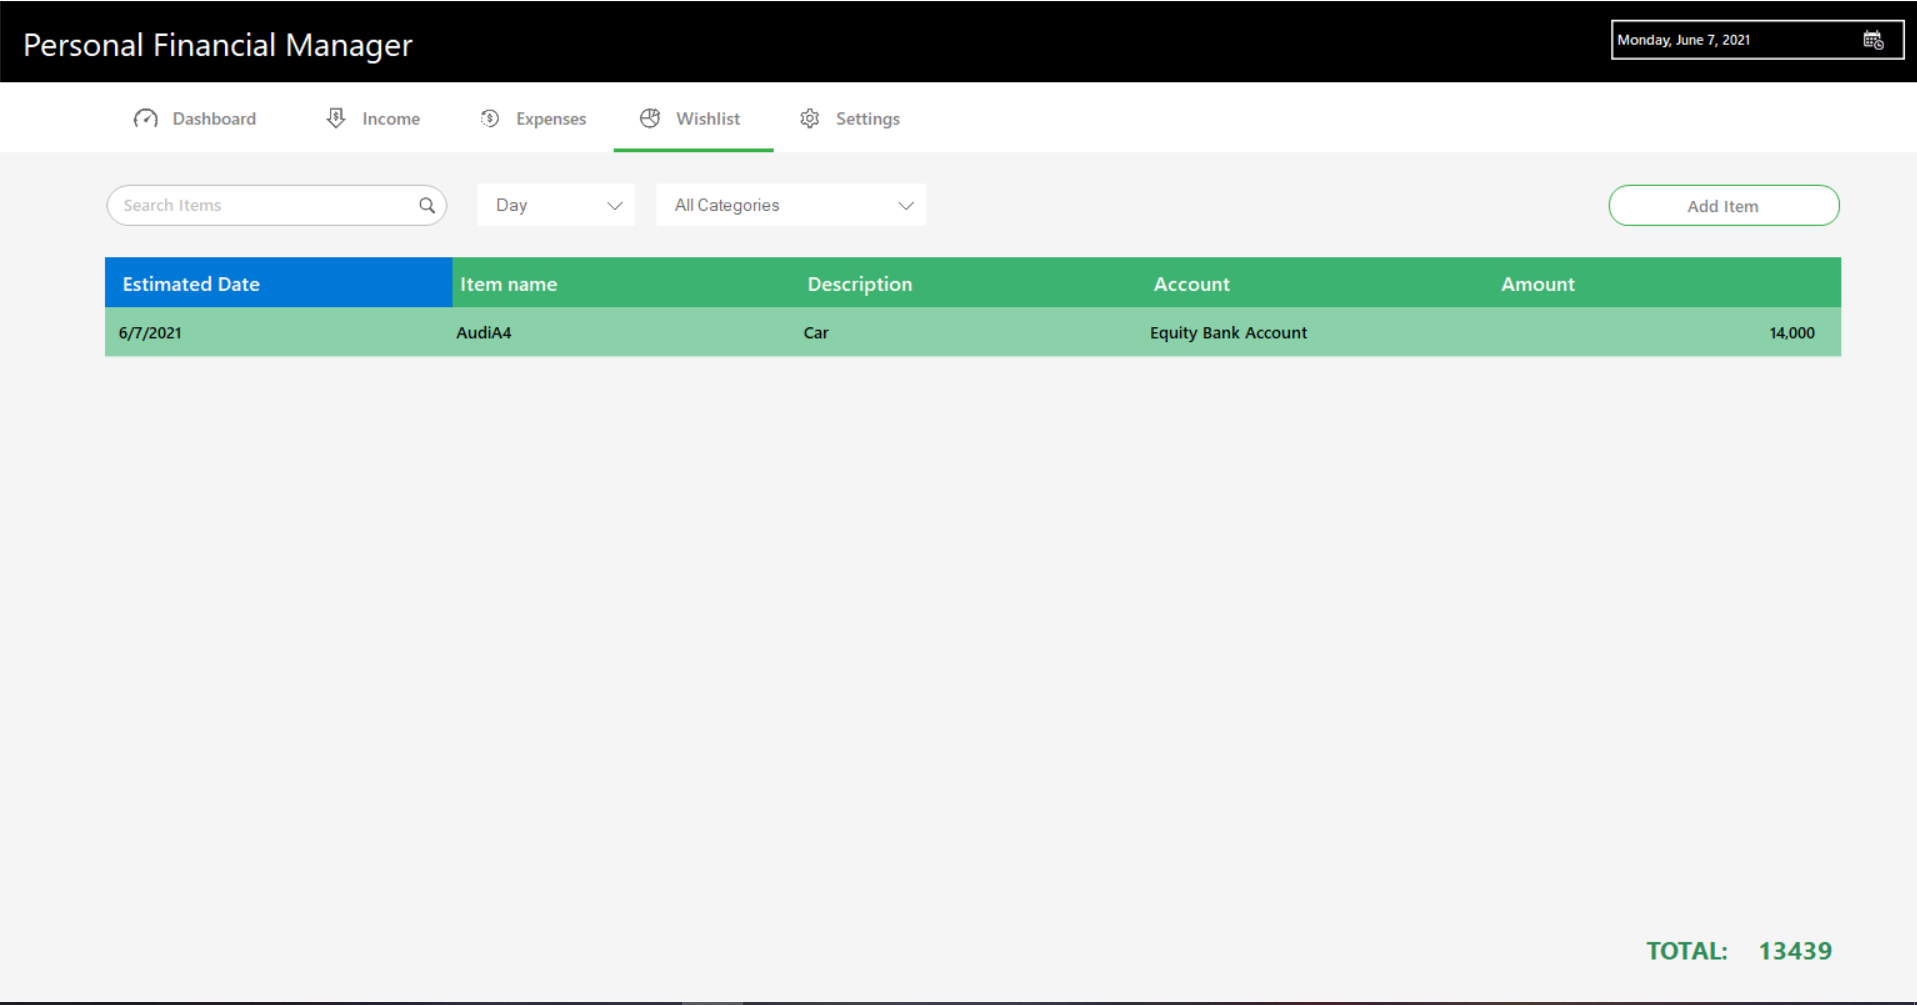 Personal Financial Manager
Monday, June 7, 2021
Dashboard Income Expenses Wishlist Settings
Search Items Day All Categories Add Item
Estimated Date Item name Description Account Amount
6/7/2021 AudiA4 Car Equity Bank Account 14,000
TOTAL: 13439